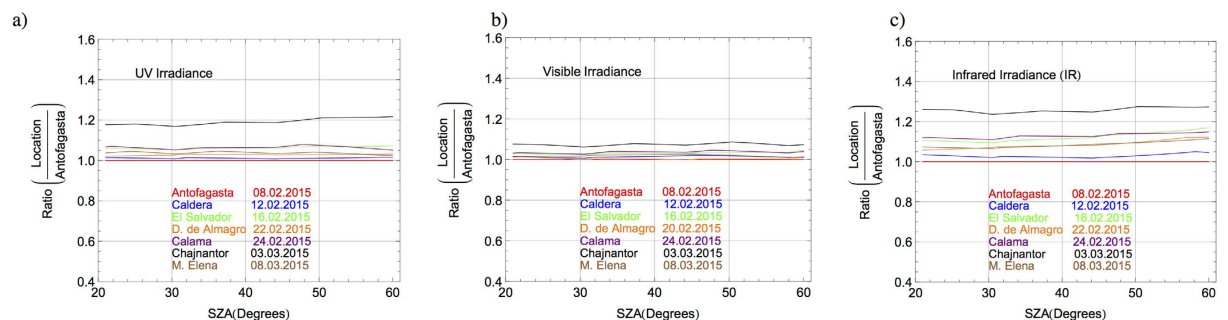 a)
1.6
1.4
1.2
1.0
0.8
0.6
0.4
20
30
40
50
60
UV Irradiance
Ratio ( Location / Antofagasta )
Antofagasta 08.02.2015
Caldera 12.02.2015
El Salvador 16.02.2015
D. de Almagro 22.02.2015
Calama 24.02.2015
Chajnantor 03.03.2015
M. Elena 08.03.2015
SZA(Degrees)
b)
1.6
1.4
1.2
1.0
0.8
0.6
0.4
20
30
40
50
60
Visible Irradiance
Ratio ( Location / Antofagasta )
Antofagasta 08.02.2015
Caldera 12.02.2015
El Salvador 16.02.2015
D. de Almagro 20.02.2015
Calama 24.02.2015
Chajnantor 03.03.2015
M. Elena 08.03.2015
SZA(Degrees)
c)
1.6
1.4
1.2
1.0
0.8
0.6
0.4
20
30
40
50
60
Infrared Irradiance (IR)
Ratio ( Location / Antofagasta )
Antofagasta 08.02.2015
Caldera 12.02.2015
El Salvador 16.02.2015
D. de Almagro 22.02.2015
Calama 24.02.2015
Chajnantor 03.03.2015
M. Elena 08.03.2015
SZA(Degrees)